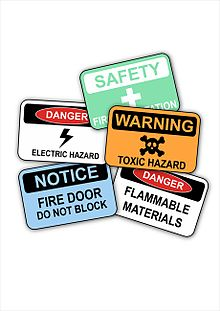 SAFETY
DANGER
ELECTRIC HAZARD
WARNING
TOXIC HAZARD
NOTICE
FIRE DOOR
DO NOT BLOCK
DANGER
FLAMMABLE
MATERIALS